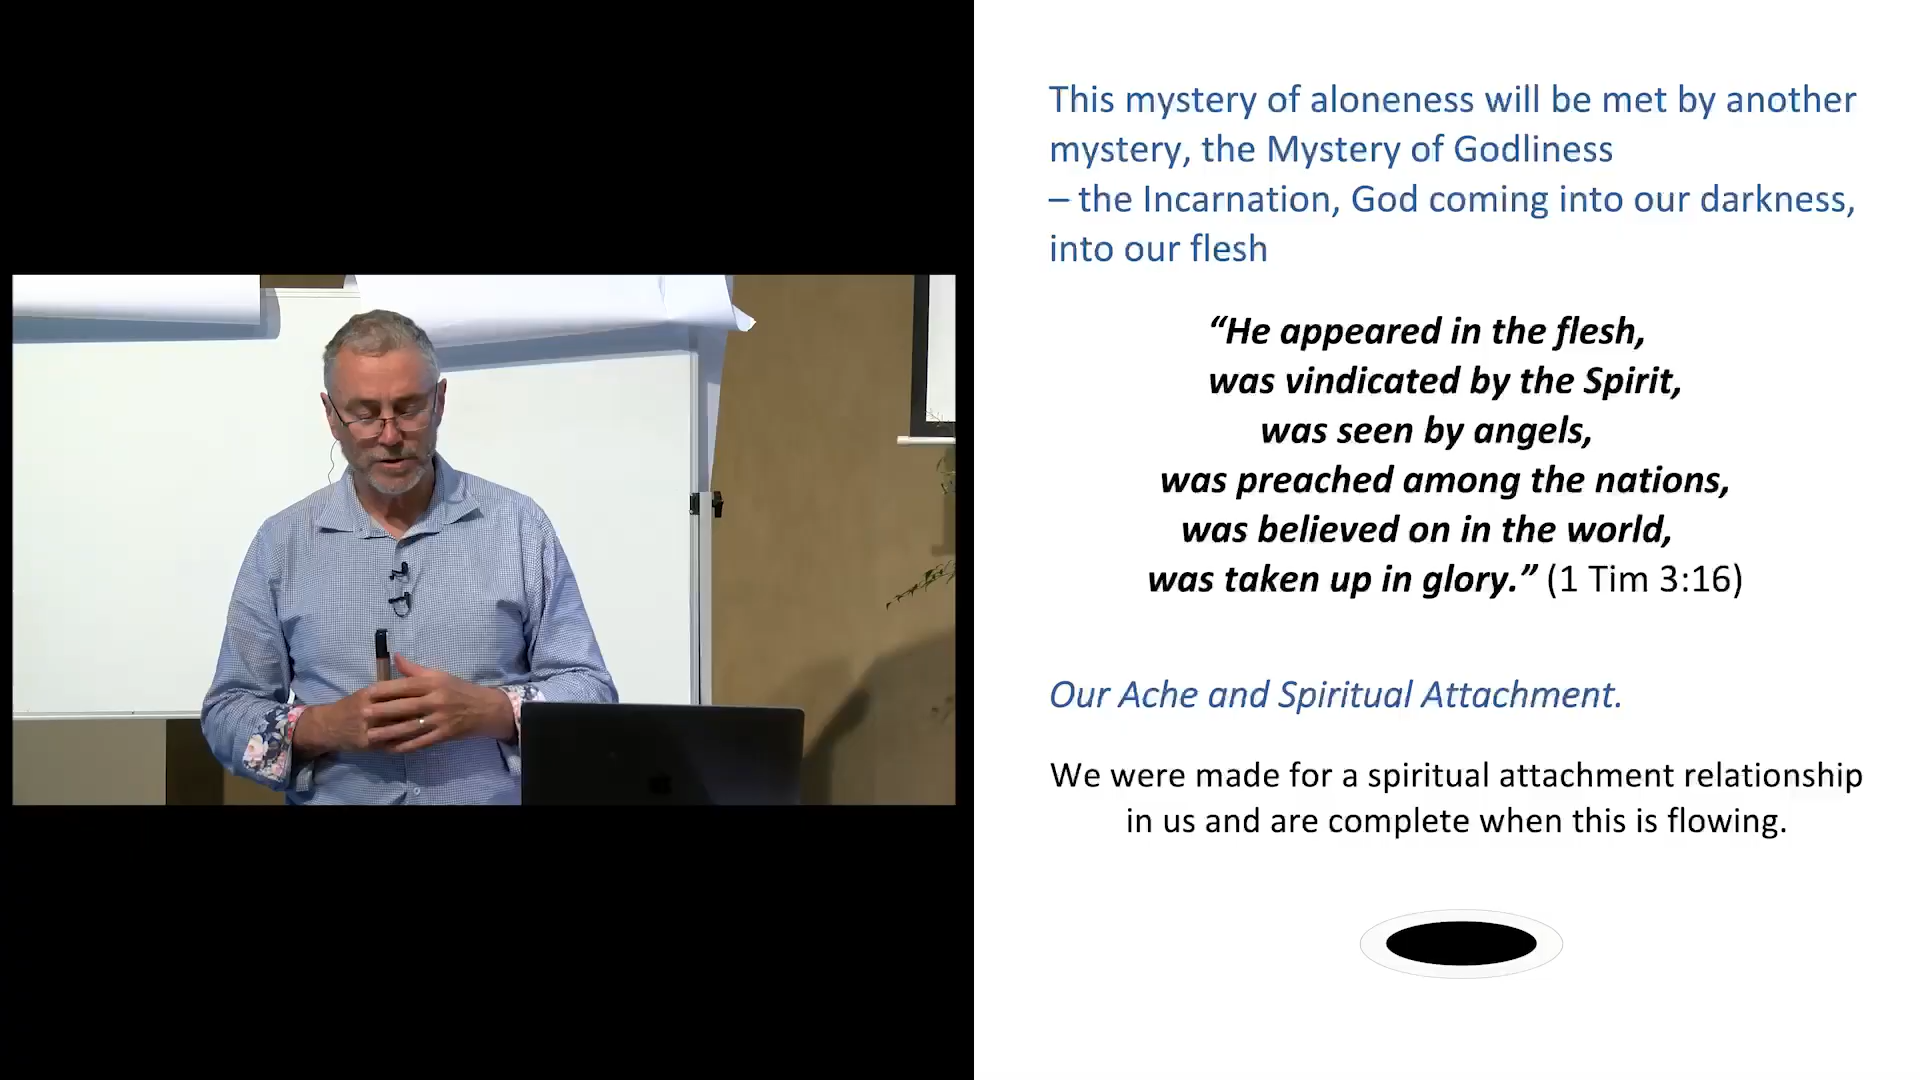 This mystery of aloneness will be met by another
mystery, the Mystery of Godliness
– the Incarnation, God coming into our darkness,
into our flesh
“He appeared in the flesh,
was vindicated by the Spirit,
was seen by angels,
was preached among the nations,
was believed on in the world,
was taken up in glory.” (1 Tim 3:16)
Our Ache and Spiritual Attachment.
We were made for a spiritual attachment relationship
in us and are complete when this is flowing.